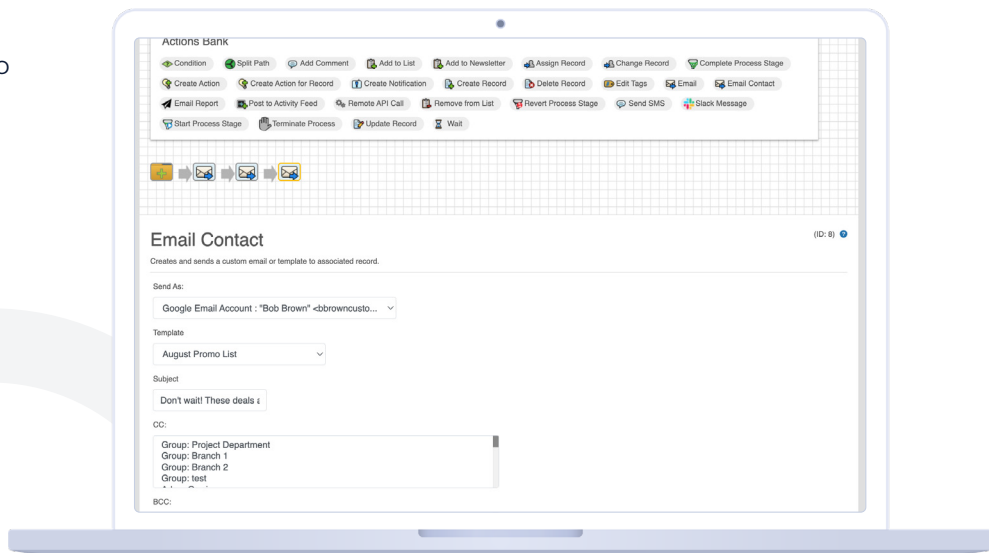 Actions Bank
Condition Split Path Add Comment Add to List Add to Newsletter Assign Record Change Record Complete Process Stage
Create Action Create Action for Record Create Notification Create Record Delete Record Edit Tags Email Email Contact
Email Report Post to Activity Feed Remote API Call Remove from List Revert Process Stage Send SMS Slack Message
Start Process Stage Terminate Process Update Record Wait
Email Contact
(ID: 8)
Creates and sends a custom email or template to associated record.
Send As:
Google Email Account : "Bob Brown" <bbrowncusto...
Template
August Promo List
Subject
Don't wait! These deals
CC:
Group: Project Department
Group: Branch 1
Group: Branch 2
Group: test
BCC: